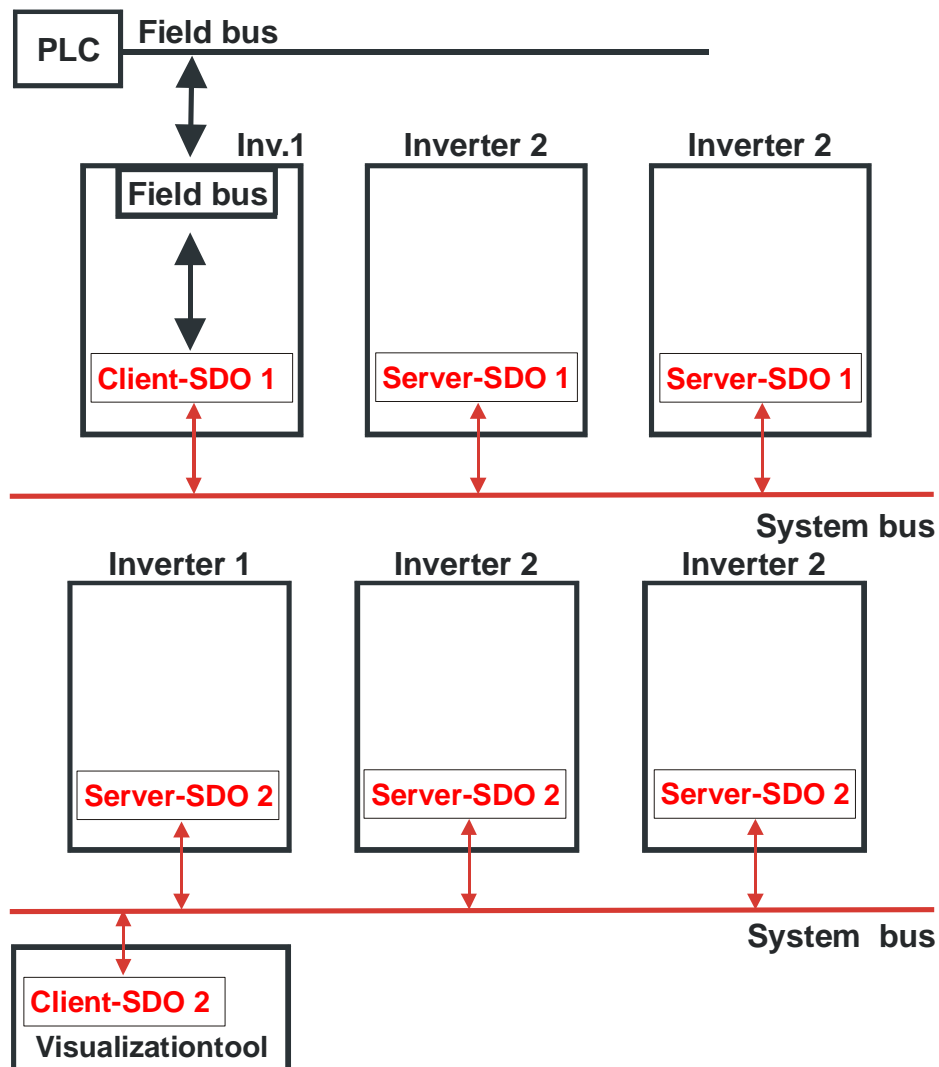 PLC
Field bus
Inv.1
Inverter 2
Inverter 2
Field bus
Client-SDO 1
Server-SDO 1
Server-SDO 1
System bus
Inverter 1
Inverter 2
Inverter 2
Server-SDO 2
Server-SDO 2
Server-SDO 2
System bus
Client-SDO 2
Visualizationtool